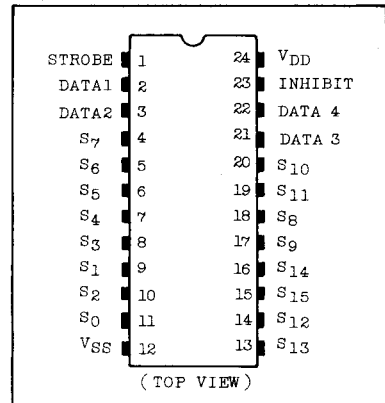 STROBE 1 24 VDD
DATA1 2 23 INHIBIT
DATA2 3 22 DATA 4
S7 4 21 DATA 3
S6 5 20 S10
S5 6 19 S11
S4 7 18 S8
S3 8 17 S9
S1 9 16 S14
S2 10 15 S15
S0 11 14 S12
VSS 12 13 S13
(TOP VIEW)